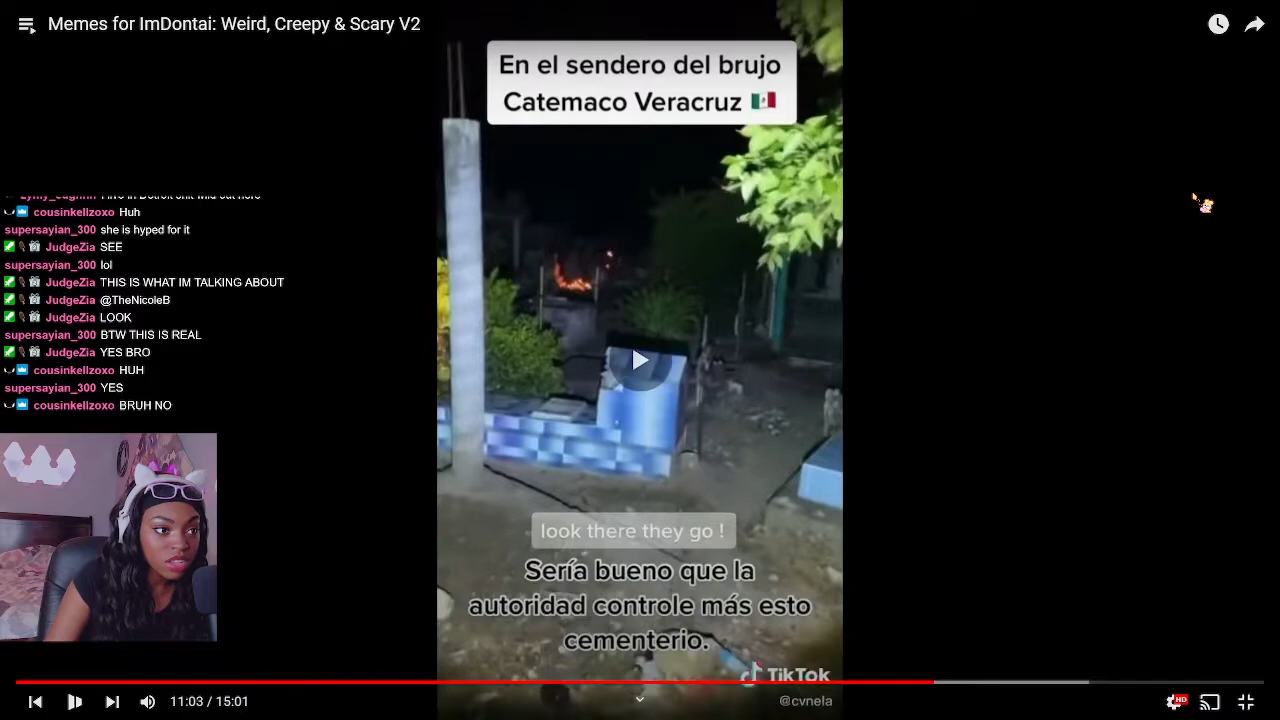 Memes for ImDontai: Weird, Creepy & Scary V2
En el sendero del brujo
Catemaco Veracruz
cousinkellzoxo Huh
supersayian_300 she is hyped for it
JudgeZia SEE
supersayian_300 lol
JudgeZia THIS IS WHAT IM TALKING ABOUT
JudgeZia @TheNicoleB
JudgeZia LOOK
supersayian_300 BTW THIS IS REAL
JudgeZia YES BRO
cousinkellzoxo HUH
supersayian_300 YES
cousinkellzoxo BRUH NO
look there they go !
Sería bueno que la
autoridad controle más esto
cementerio.
TikTok
@cvnela
11:03 / 15:01
HD